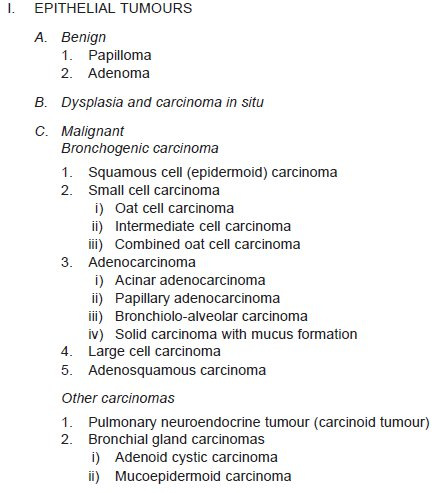 I. EPITHELIAL TUMOURS
A. Benign
1. Papilloma
2. Adenoma
B. Dysplasia and carcinoma in situ
C. Malignant
Bronchogenic carcinoma
1. Squamous cell (epidermoid) carcinoma
2. Small cell carcinoma
i) Oat cell carcinoma
ii) Intermediate cell carcinoma
iii) Combined oat cell carcinoma
3. Adenocarcinoma
i) Acinar adenocarcinoma
ii) Papillary adenocarcinoma
iii) Bronchiolo-alveolar carcinoma
iv) Solid carcinoma with mucus formation
4. Large cell carcinoma
5. Adenosquamous carcinoma
Other carcinomas
1. Pulmonary neuroendocrine tumour (carcinoid tumour)
2. Bronchial gland carcinomas
i) Adenoid cystic carcinoma
ii) Mucoepidermoid carcinoma